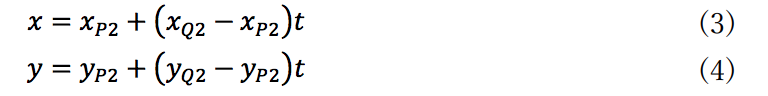 x = x_{P2} + (x_{Q2} − x_{P2})t (3)
y = y_{P2} + (y_{Q2} − y_{P2})t (4)